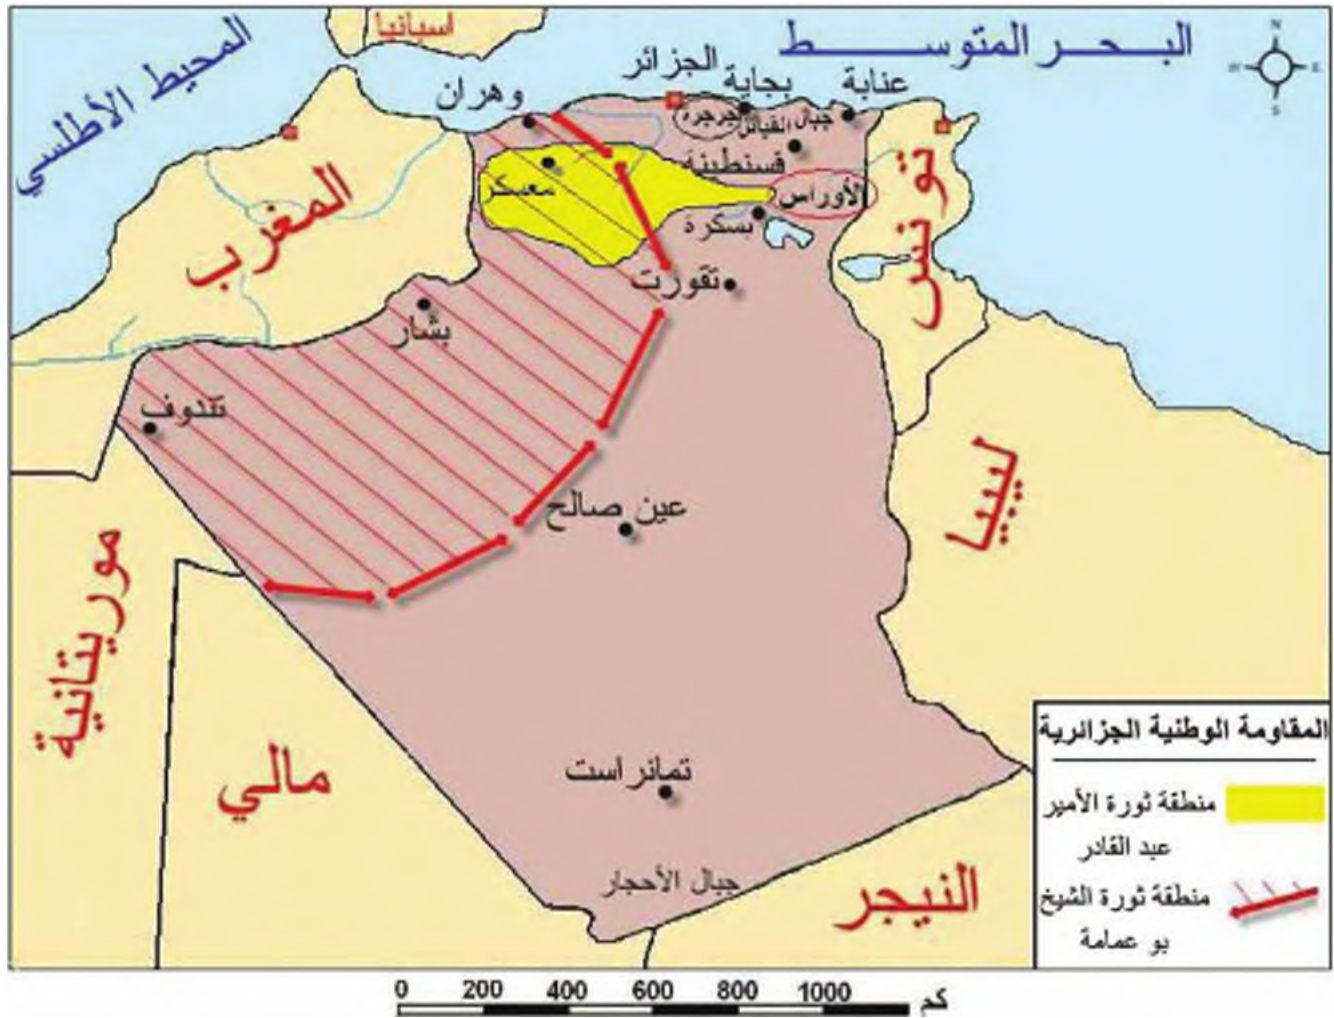 اسبانيا
المحيط الأطلسي
البحر المتوسط
N
W
E
S
الجزائر
بجاية
عنابة
وهران
جرجرة
جبال القبائل
قسنطينة
معسكر
الأوراس
بسكرة
تونس
المغرب
تقورت
بشار
تندوف
ليبيا
عين صالح
موريتانية
مالي
تمانراست
جبال الأحجار
النيجر
المقاومة الوطنية الجزائرية
منطقة ثورة الأمير
عبد القادر
منطقة ثورة الشيخ
بو عمامة
0 200 400 600 800 1000 كم